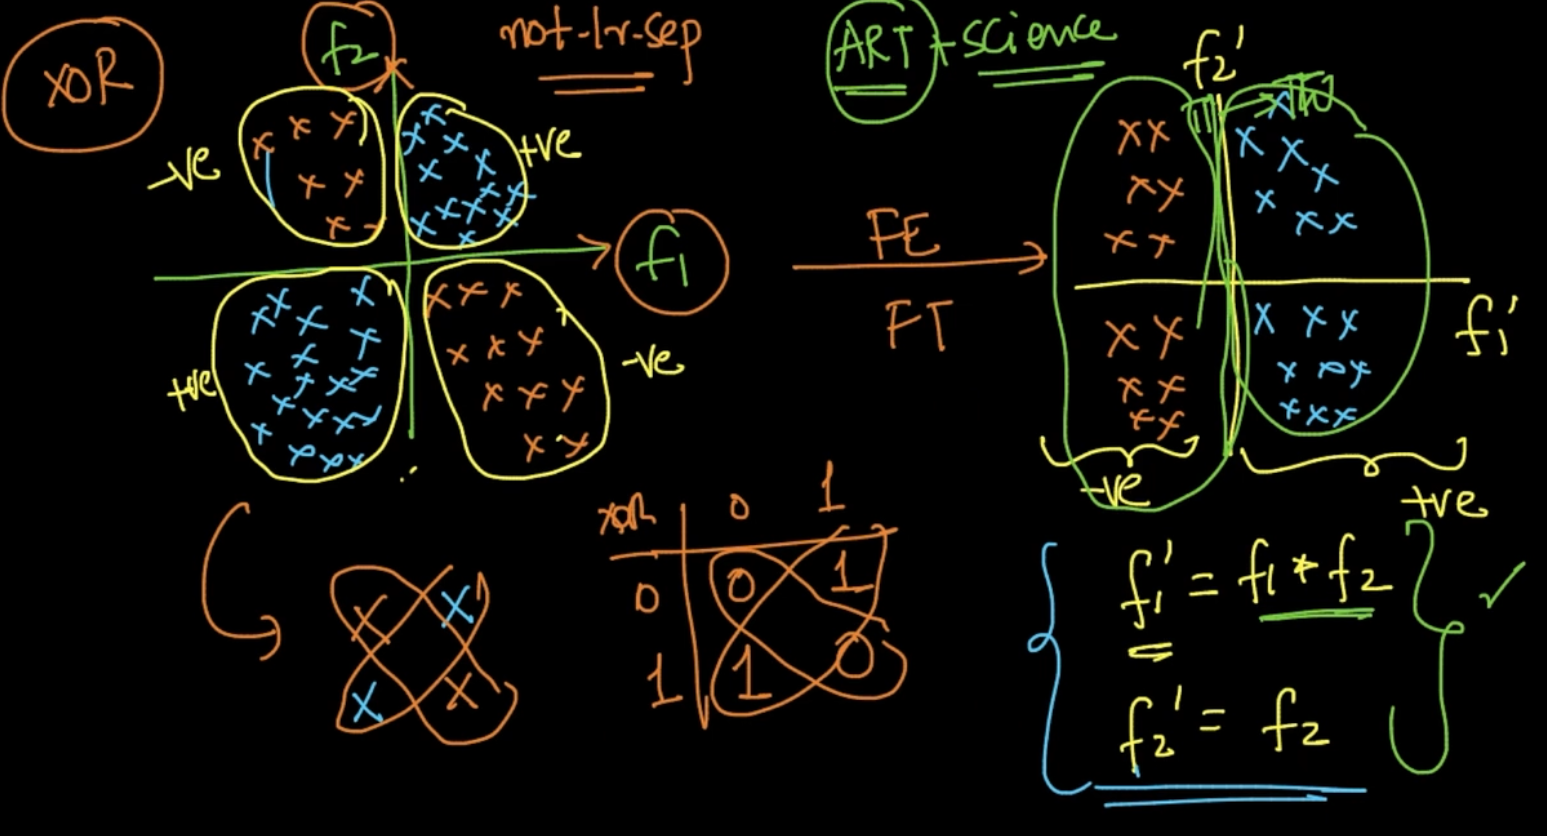 XOR
f2
not-lr-sep
ART + science
f2'
-ve
+ve
f1
FE
FT
f1'
+ve
-ve
-ve
+ve
XOR 0 1
0 0 1
1 1 0
f1' = f1 * f2
f2' = f2